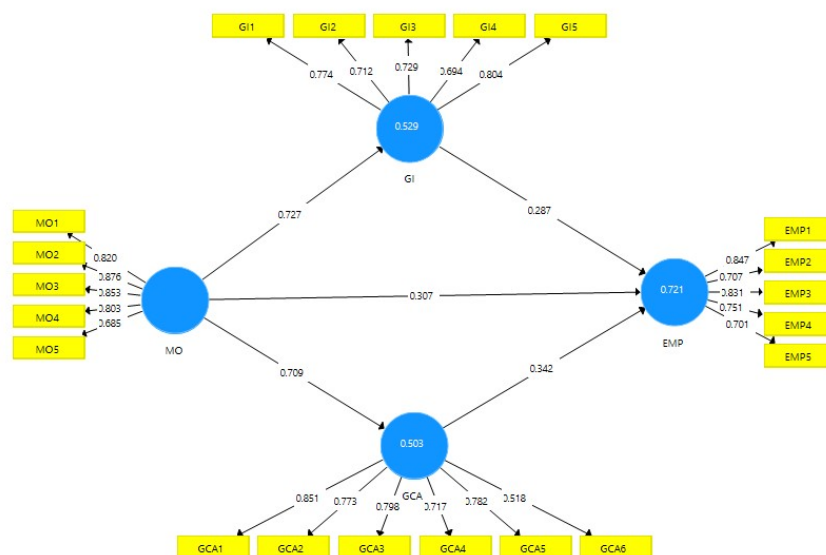 GI1 GI2 GI3 GI4 GI5
0.774 0.712 0.729 0.694 0.804
0.529
GI
0.727 0.287
MO1
MO2
MO3
MO4
MO5
0.820
0.876
0.853
0.803
0.685
MO
0.307
0.721
EMP
0.847
0.707
0.831
0.751
0.701
EMP1
EMP2
EMP3
EMP4
EMP5
0.709 0.342
0.503
GCA
0.851 0.773 0.798 0.717 0.782 0.518
GCA1 GCA2 GCA3 GCA4 GCA5 GCA6